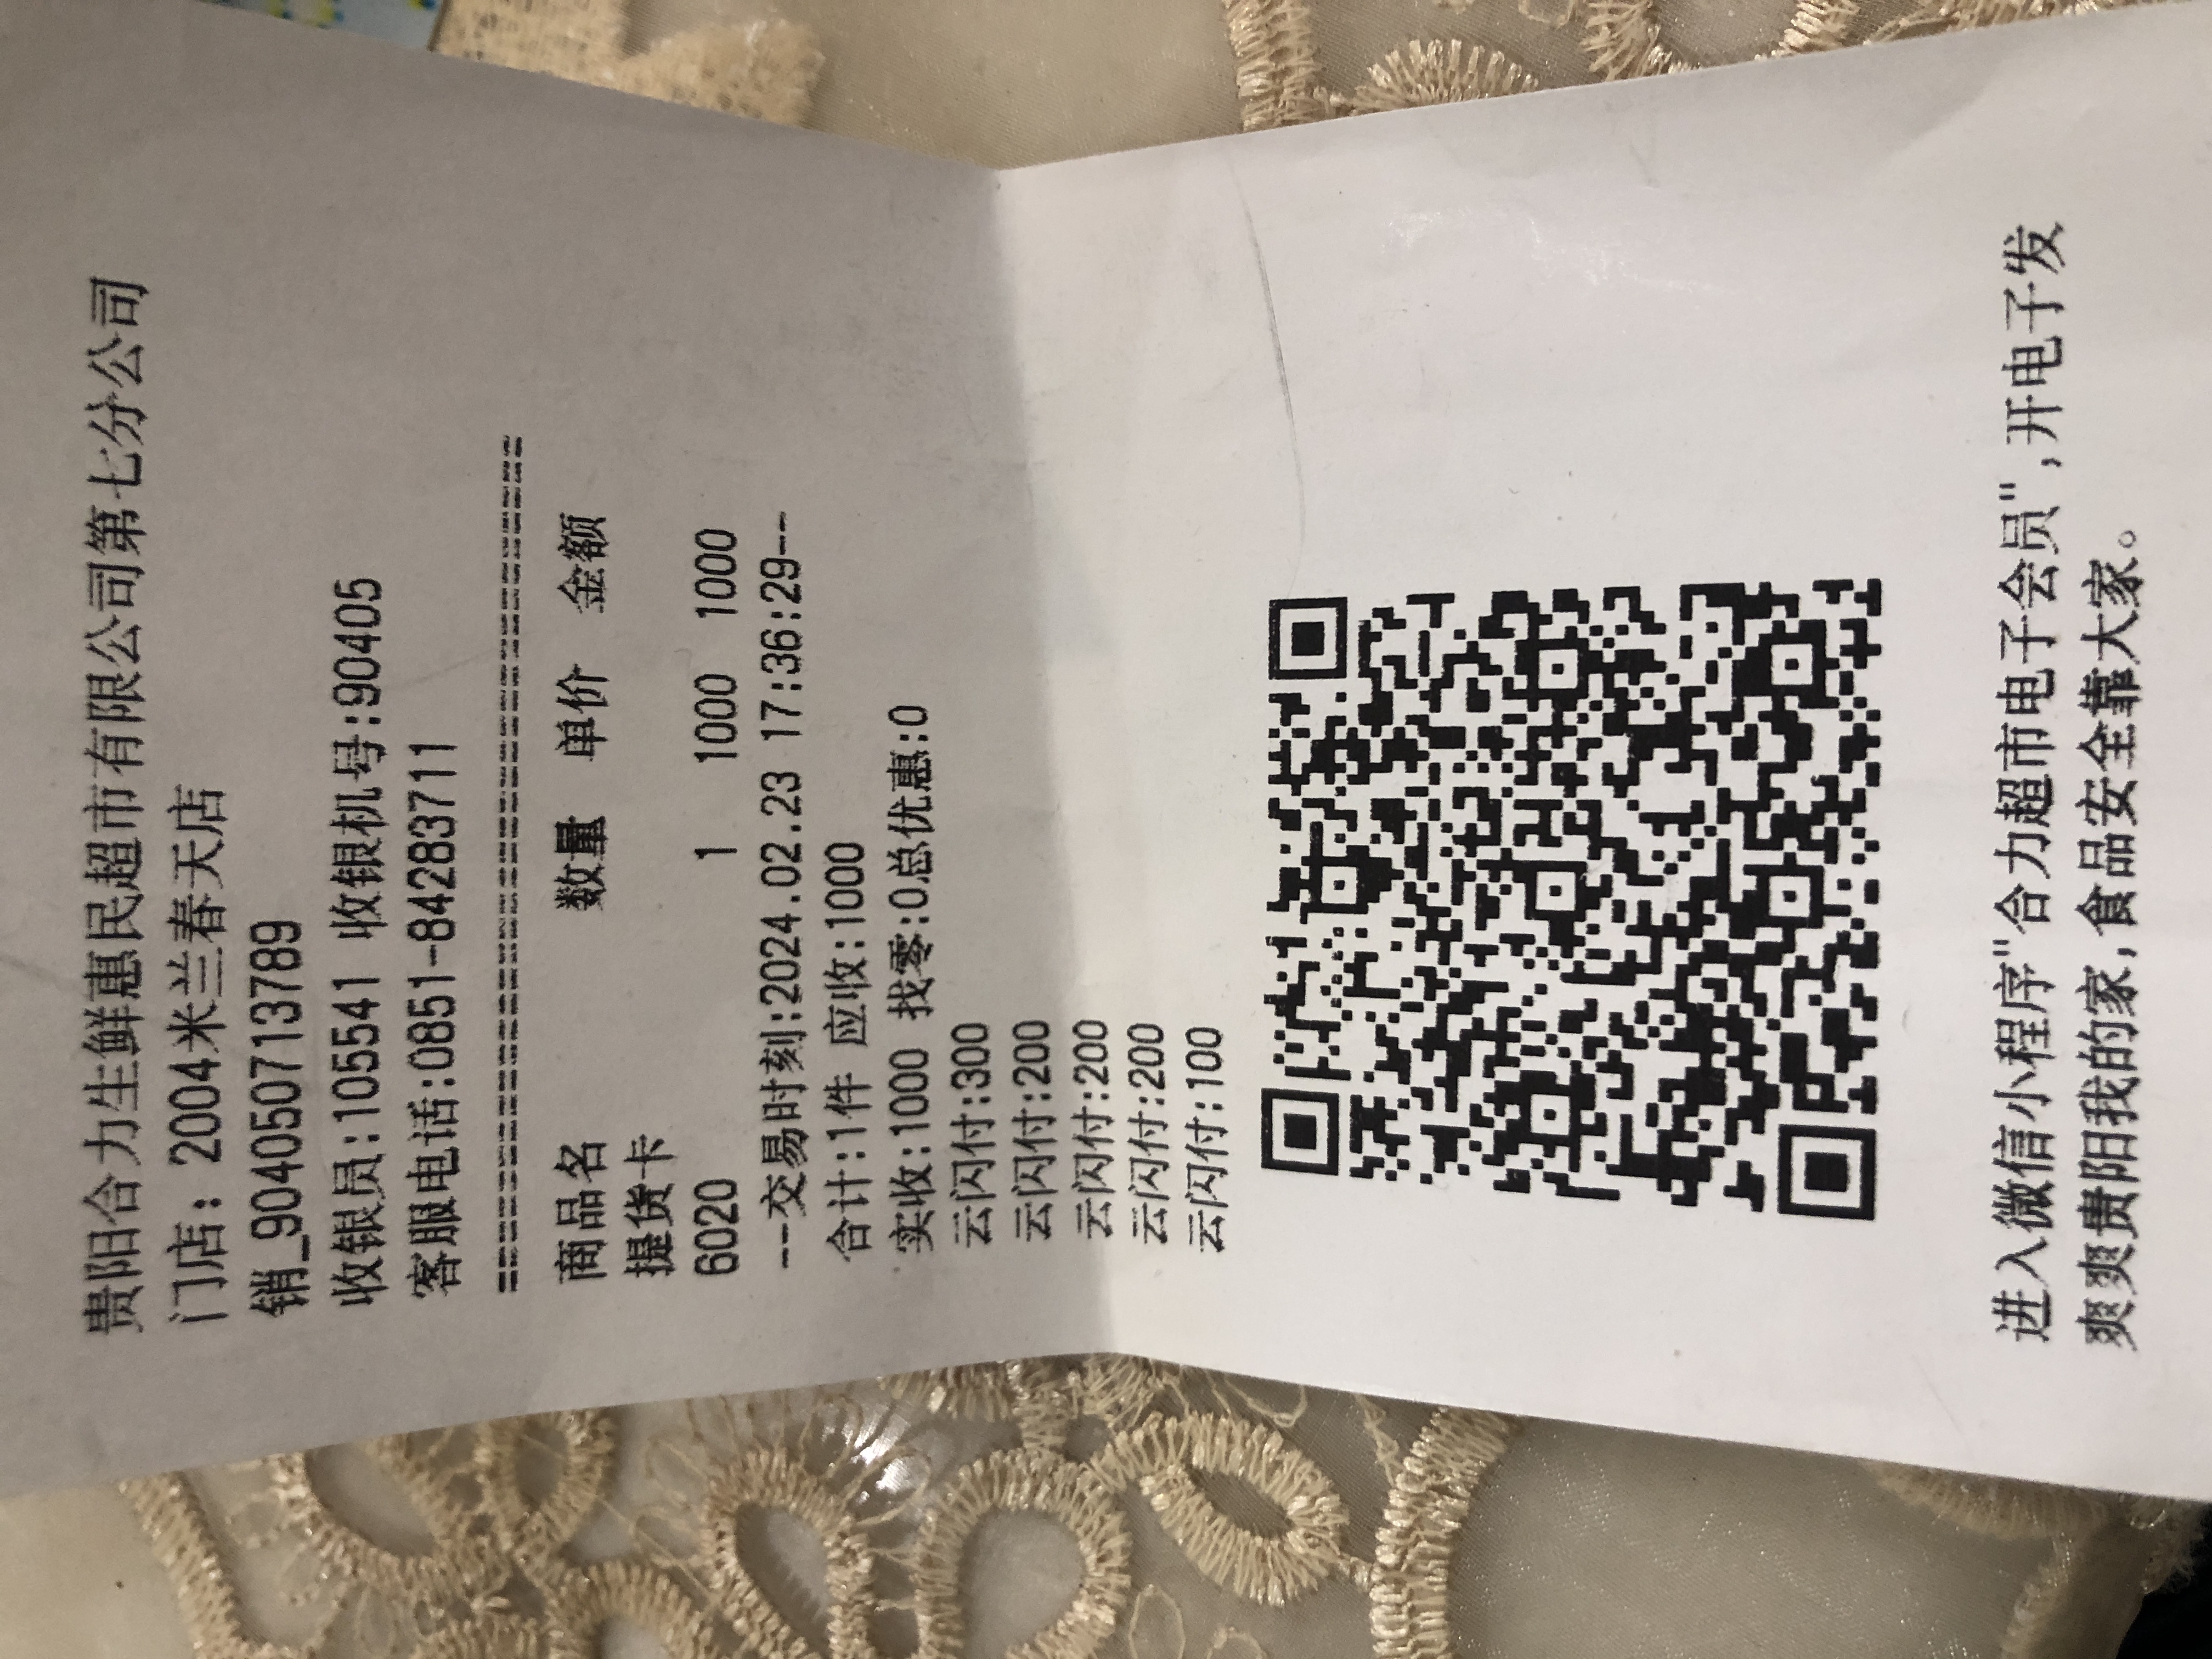 贵阳合力生鲜惠民超市有限公司第七分公司
门店: 2004米兰春天店
销_9040507137​89
收银员:105541 收银机号:90405
客服电话:0851-84283711
================================================
商品名 数量 单价 金额
提货卡
6020 1 1000 1000
---交易时刻:2024.02.23 17:36:29---
合计:1件 应收:1000
实收:1000 找零:0总优惠:0
云闪付:300
云闪付:200
云闪付:200
云闪付:200
云闪付:100
进入微信小程序"合力超市电子会员",开电子发
爽爽贵阳我的家,食品安全靠大家。